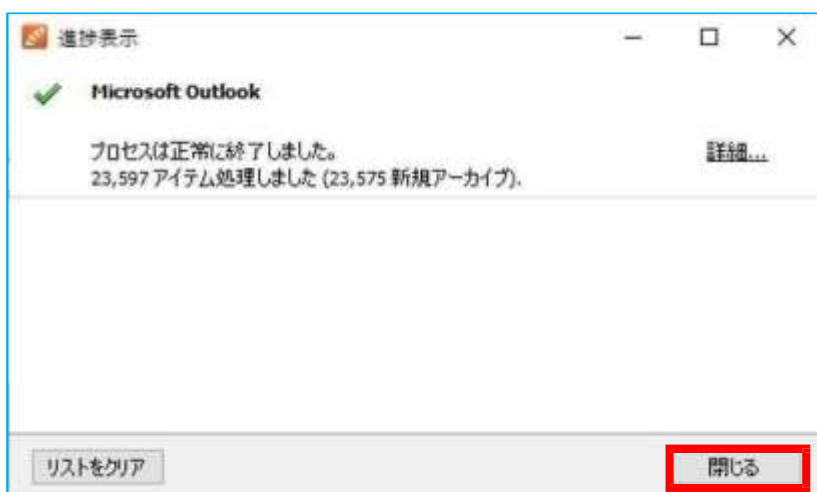 進捗表示
Microsoft Outlook
プロセスは正常に終了しました。 詳細...
23,597 アイテム処理しました (23,575 新規アーカイブ).
リストをクリア 閉じる